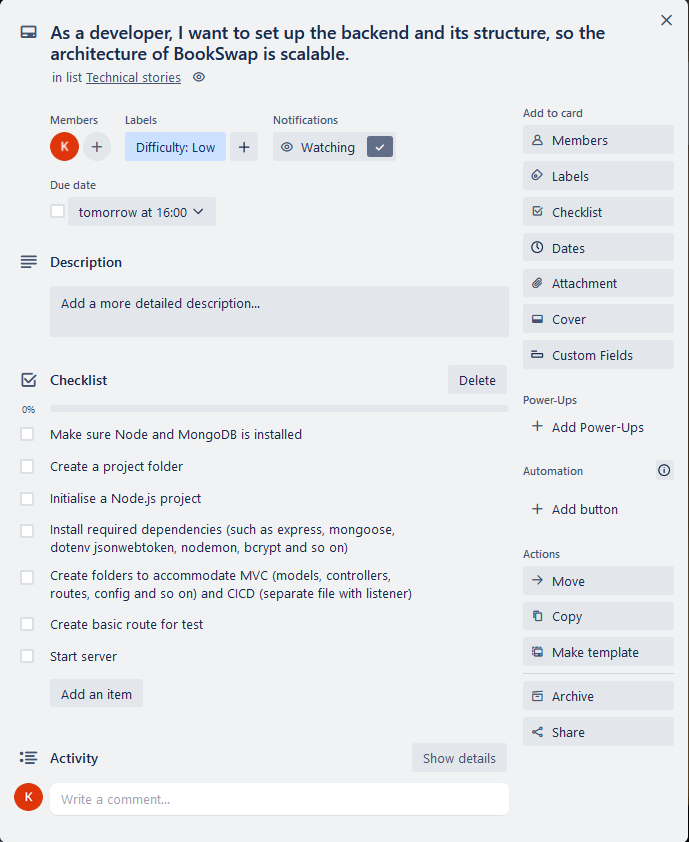 As a developer, I want to set up the backend and its structure, so the
architecture of BookSwap is scalable.
in list Technical stories
Members
Labels
Notifications
K
Difficulty: Low
Watching
Due date
tomorrow at 16:00
Description
Add a more detailed description...
Checklist
Delete
0%
Make sure Node and MongoDB is installed
Create a project folder
Initialise a Node.js project
Install required dependencies (such as express, mongoose,
dotenv jsonwebtoken, nodemon, bcrypt and so on)
Create folders to accommodate MVC (models, controllers,
routes, config and so on) and CICD (separate file with listener)
Create basic route for test
Start server
Add an item
Activity
Show details
K
Write a comment...
Add to card
Members
Labels
Checklist
Dates
Attachment
Cover
Custom Fields
Power-Ups
Add Power-Ups
Automation
Add button
Actions
Move
Copy
Make template
Archive
Share